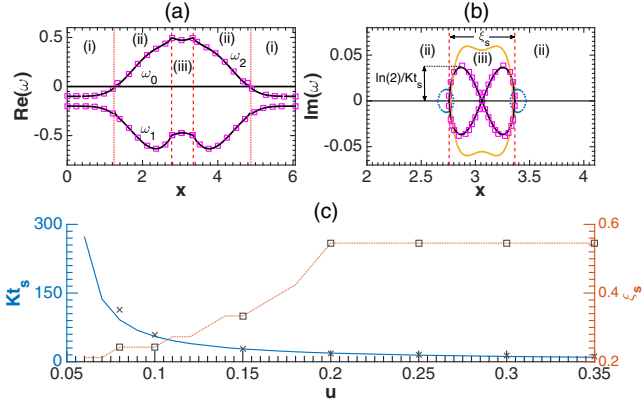 (a)
(b)
0.5
0
-0.5
Re(ω)
(i)
(ii)
(iii)
(ii)
(i)
ω₀
ω₂
ω₁
0 1 2 3 4 5 6
x
0.05
0
-0.05
Im(ω)
ξₛ
(ii)
(iii)
(ii)
ln(2)/Ktₛ
2 2.5 3 3.5 4
x
(c)
300
150
0
Ktₛ
0.6
0.4
0.2
ξₛ
0.05 0.1 0.15 0.2 0.25 0.3 0.35
u